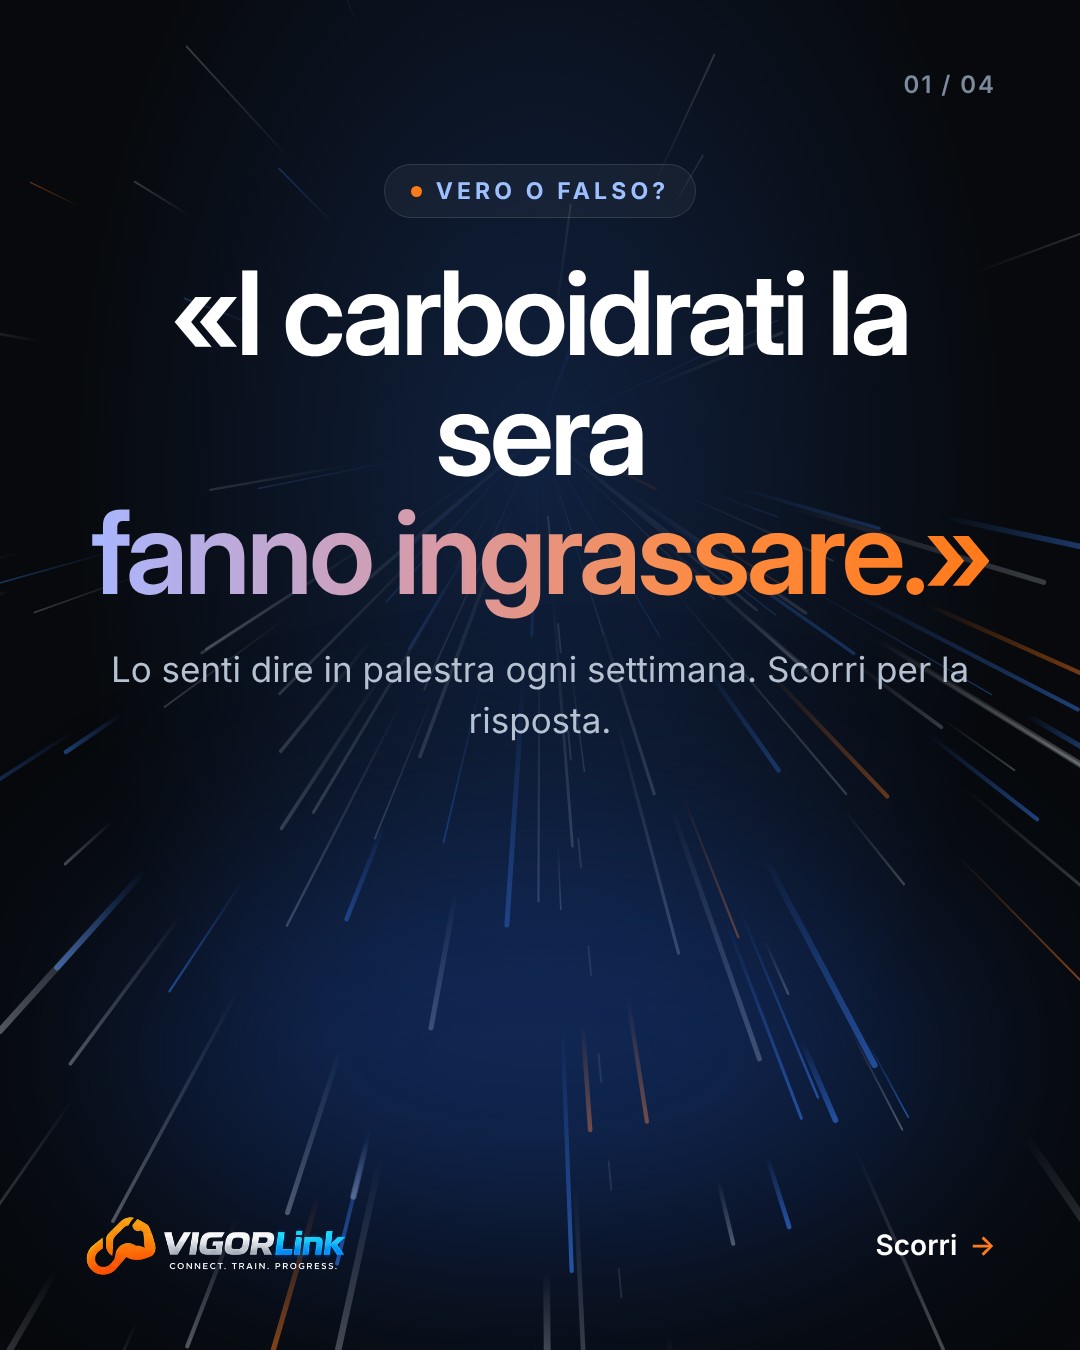 01 / 04
VERO O FALSO?
«I carboidrati la
sera
fanno ingrassare.»
Lo senti dire in palestra ogni settimana. Scorri per la
risposta.
VIGORLink
CONNECT. TRAIN. PROGRESS.
Scorri →